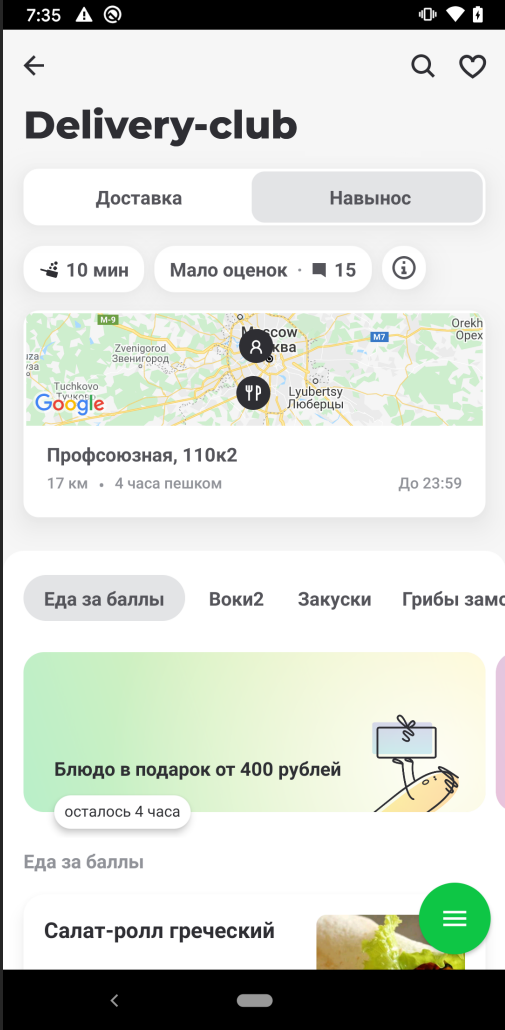 7:35
Delivery-club
Доставка
Навынос
10 мин
Мало оценок · 15
M-9
Moscow
M7
Orekh
Орех
Zvenigorod
Звенигород
Tuchkovo
Lyubertsy
Люберцы
Google
Профсоюзная, 110к2
17 км • 4 часа пешком
До 23:59
Еда за баллы
Воки2
Закуски
Грибы замо
Блюдо в подарок от 400 рублей
осталось 4 часа
Еда за баллы
Салат-ролл греческий